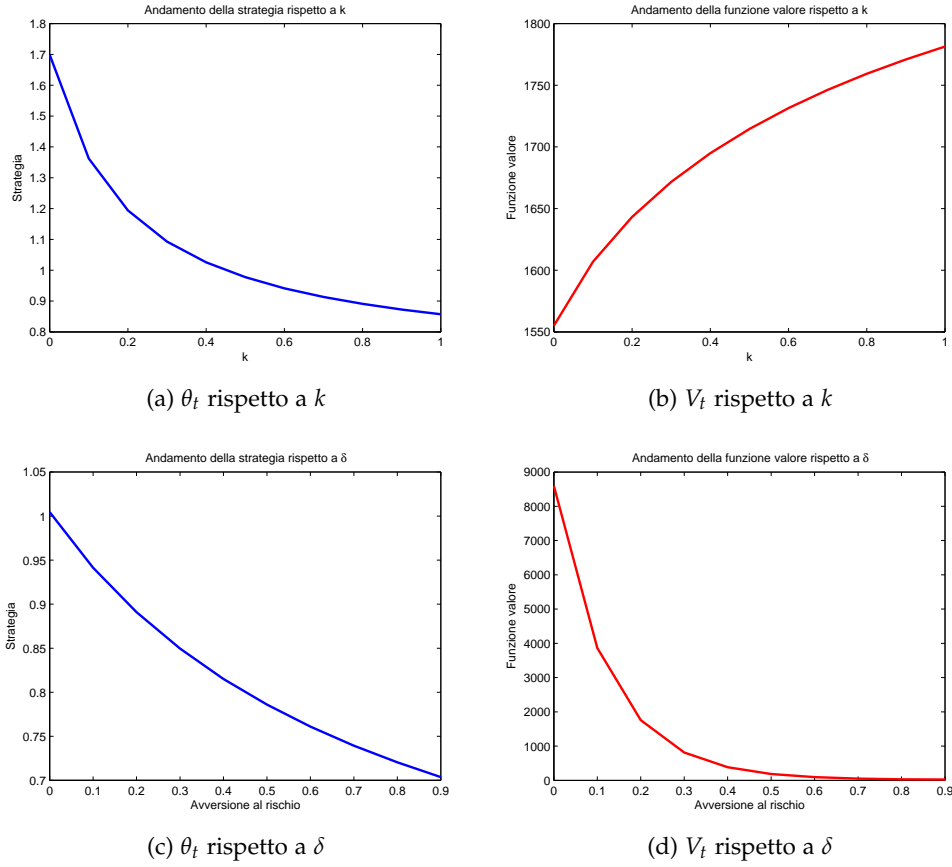 Andamento della strategia rispetto a k
1.8
1.7
1.6
1.5
1.4
1.3
1.2
1.1
1
0.9
0.8
Strategia
0 0.2 0.4 0.6 0.8 1
k
(a) θt rispetto a k
Andamento della funzione valore rispetto a k
1800
1750
1700
1650
1600
1550
Funzione valore
0 0.2 0.4 0.6 0.8 1
k
(b) Vt rispetto a k
Andamento della strategia rispetto a δ
1.05
1
0.95
0.9
0.85
0.8
0.75
0.7
Strategia
0 0.1 0.2 0.3 0.4 0.5 0.6 0.7 0.8 0.9
Avversione al rischio
(c) θt rispetto a δ
Andamento della funzione valore rispetto a δ
9000
8000
7000
6000
5000
4000
3000
2000
1000
0
Funzione valore
0 0.1 0.2 0.3 0.4 0.5 0.6 0.7 0.8 0.9
Avversione al rischio
(d) Vt rispetto a δ